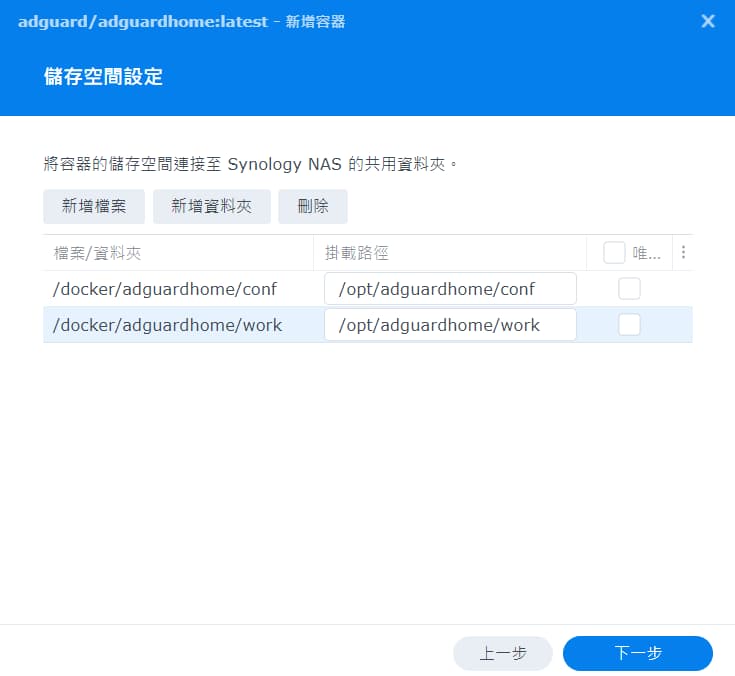 adguard/adguardhome:latest - 新增容器
儲存空間設定
將容器的儲存空間連接至 Synology NAS 的共用資料夾。
新增檔案 新增資料夾 刪除
檔案/資料夾 掛載路徑 唯...
/docker/adguardhome/conf /opt/adguardhome/conf
/docker/adguardhome/work /opt/adguardhome/work
上一步 下一步